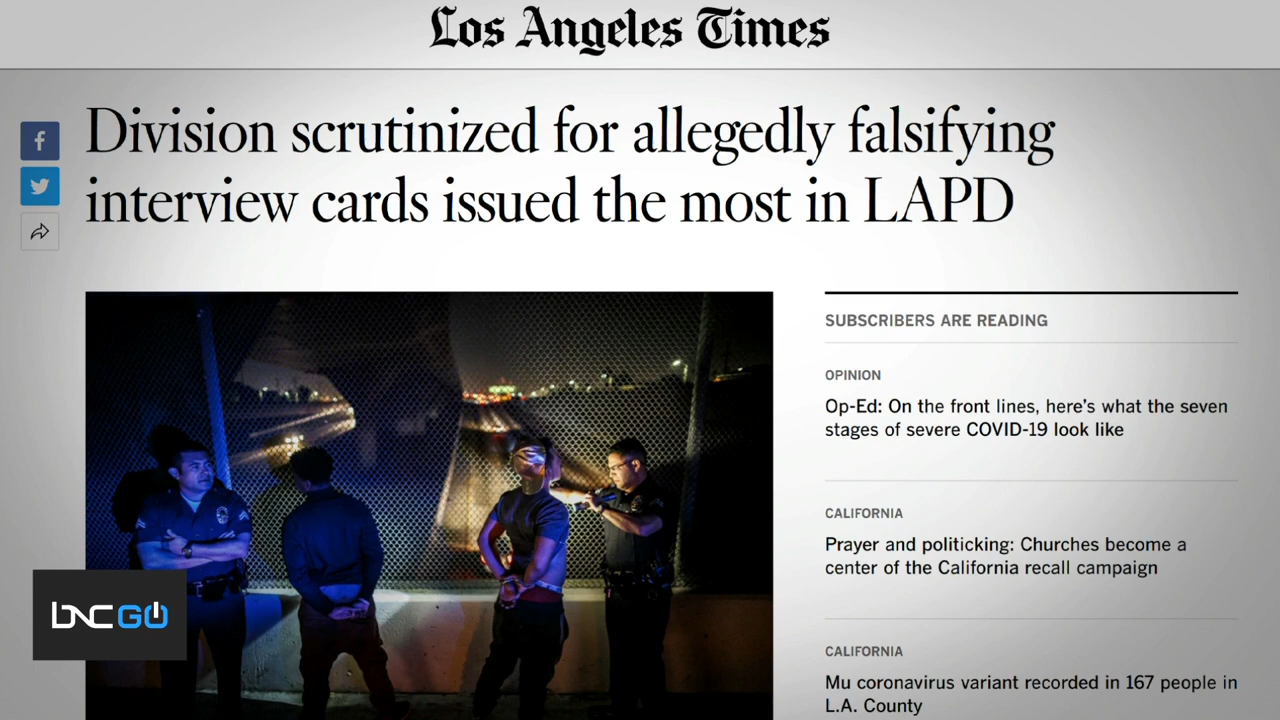 Los Angeles Times
Division scrutinized for allegedly falsifying
interview cards issued the most in LAPD
SUBSCRIBERS ARE READING
OPINION
Op-Ed: On the front lines, here's what the seven
stages of severe COVID-19 look like
CALIFORNIA
Prayer and politicking: Churches become a
center of the California recall campaign
CALIFORNIA
Mu coronavirus variant recorded in 167 people in
L.A. County
BNC GO